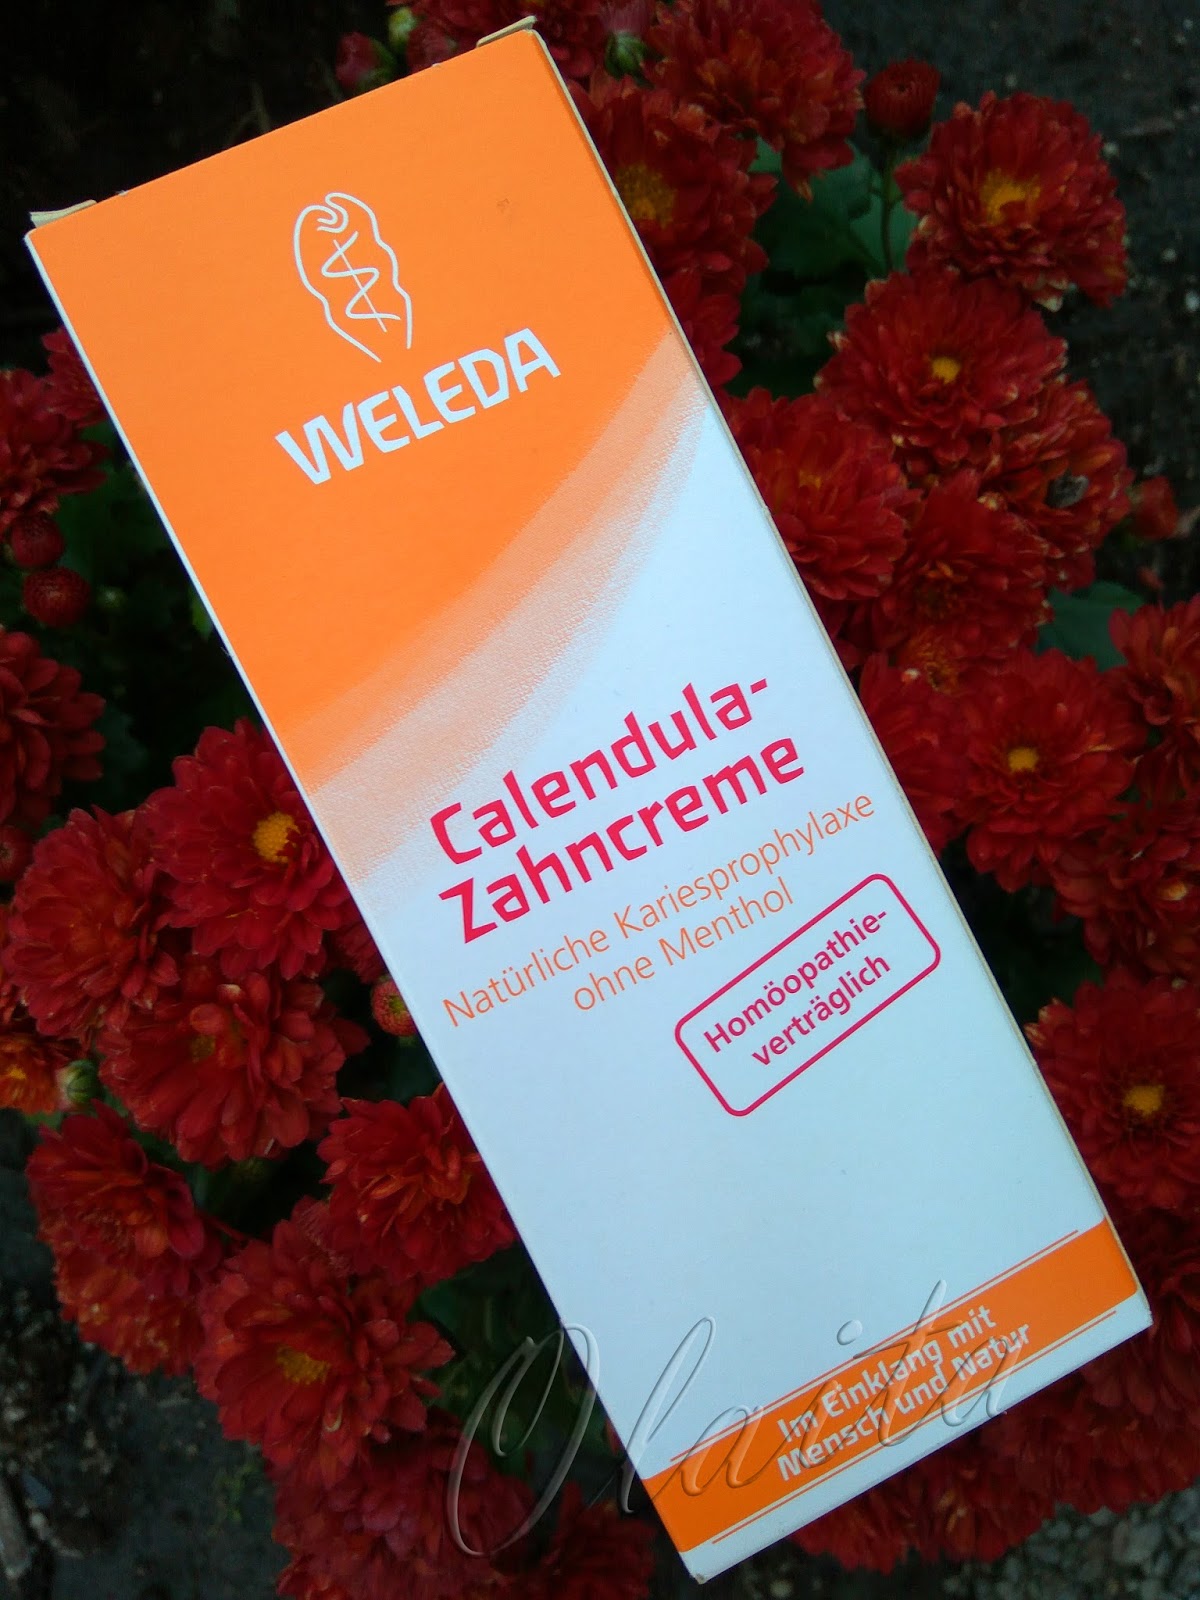 WELEDA
Calendula-
Zahncreme
Natürliche Kariesprophylaxe
ohne Menthol
Homöopathie-
verträglich
Im Einklang mit
Mensch und Natur
Olaita